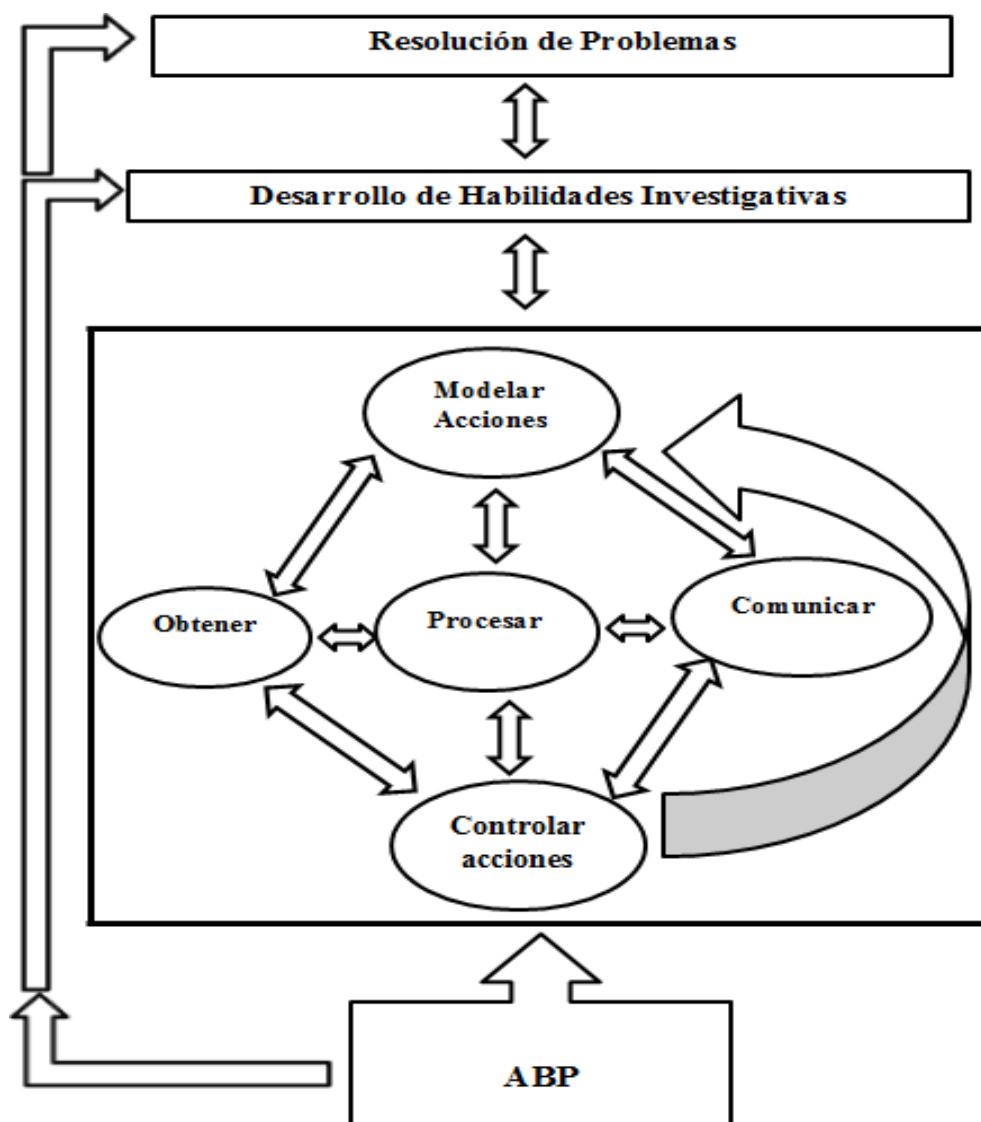 Resolución de Problemas
Desarrollo de Habilidades Investigativas
Modelar
Acciones
Obtener
Procesar
Comunicar
Controlar
acciones
ABP